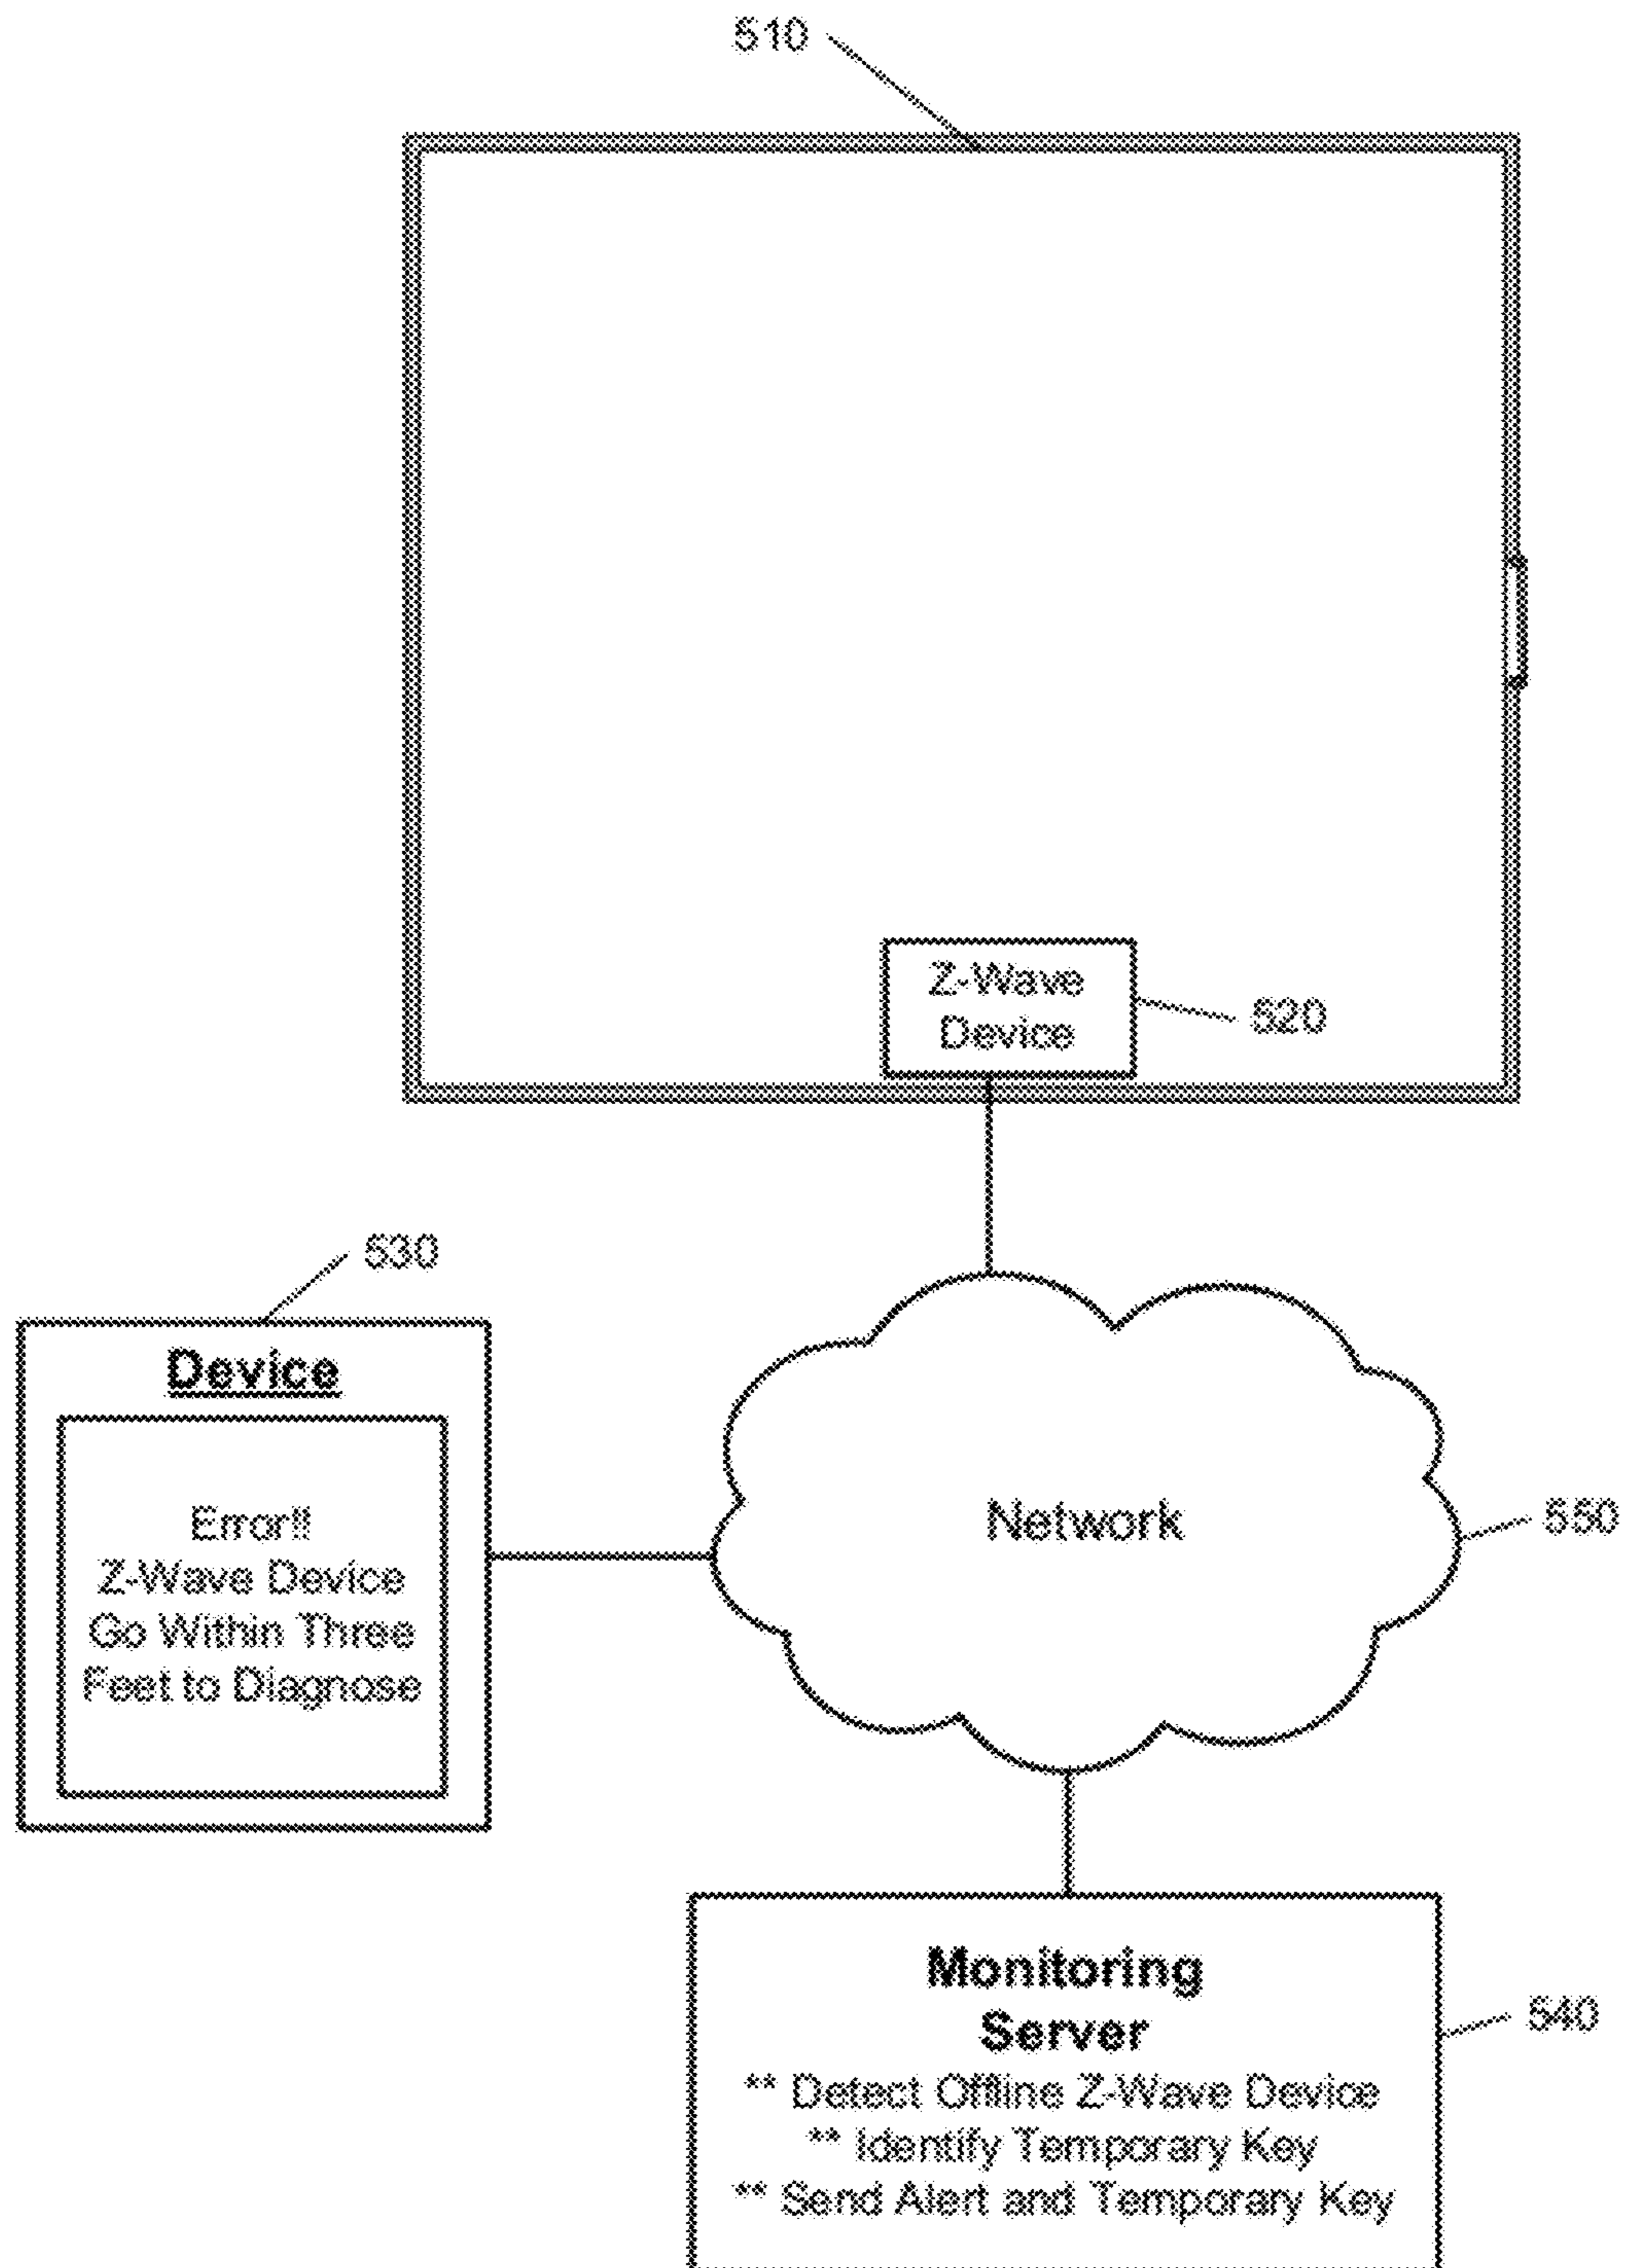 510
Z-Wave
Device
520
530
Device
Error!!
Z-Wave Device
Go Within Three
Feet to Diagnose
Network
550
Monitoring
Server
** Detect Offline Z-Wave Device
** Identify Temporary Key
** Send Alert and Temporary Key
540